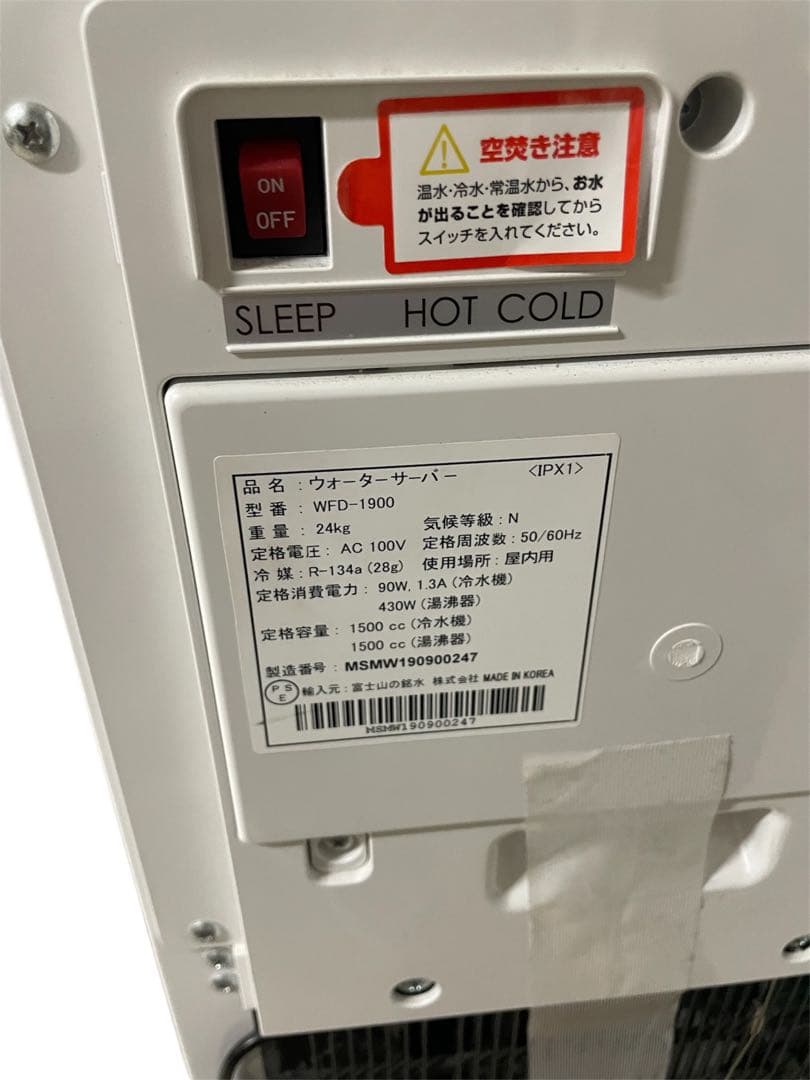 ON
OFF
空焚き注意
温水・冷水・常温水から、お水
が出ることを確認してから
スイッチを入れてください。
SLEEP HOT COLD
品名：ウォーターサーバー <IPX1>
型番：WFD-1900
重量：24kg 気候等級：N
定格電圧：AC 100V 定格周波数：50/60Hz
冷媒：R-134a (28g) 使用場所：屋内用
定格消費電力：90W, 1.3A (冷水機)
430W (湯沸器)
定格容量：1500 cc (冷水機)
1500 cc (湯沸器)
製造番号：MSMW190900247
PSE 輸入元：富士山の銘水 株式会社 MADE IN KOREA
MSMW190900247